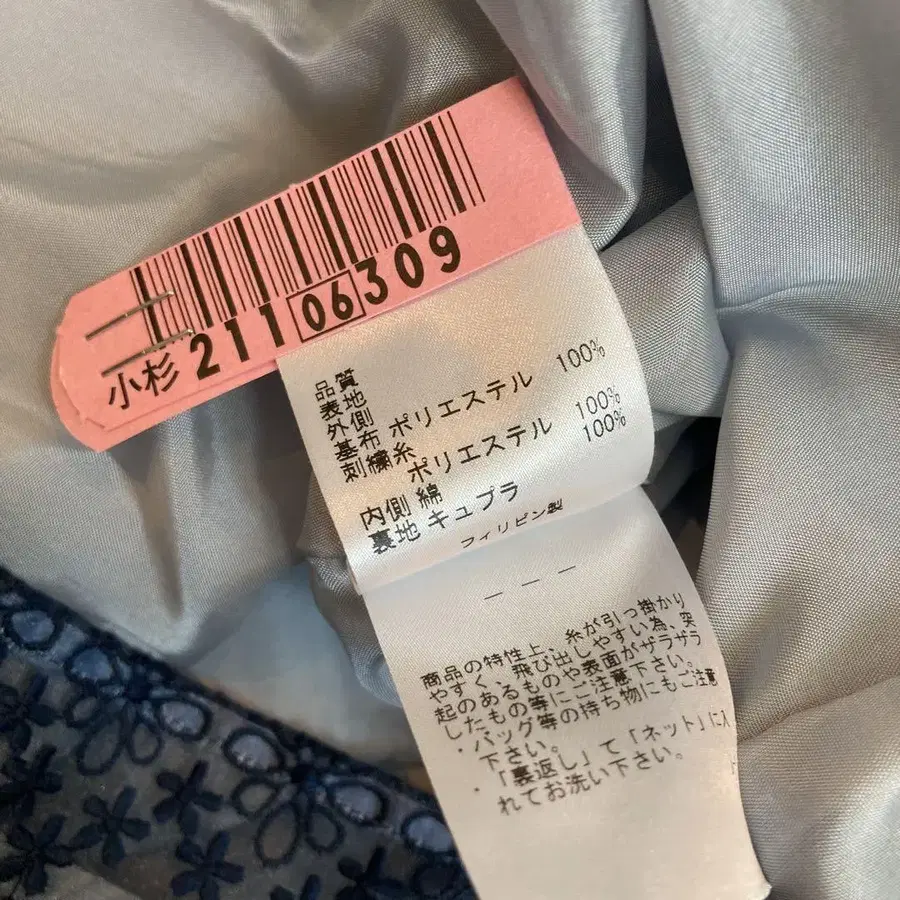 小杉 211 06 309
品質
表地
外側
基布 ポリエステル 100%
刺繍糸
ポリエステル 100%
内側 綿 100%
裏地 キュプラ
フィリピン製
― ― ―
商品の特性上、糸が引っ掛かり
やすく、飛び出しやすい為、突
起のあるものや表面がザラザラ
したもの等にご注意下さい。
・バッグ等の持ち物にもご注意
下さい。
・「裏返し」て「ネット」に入
れてお洗い下さい。